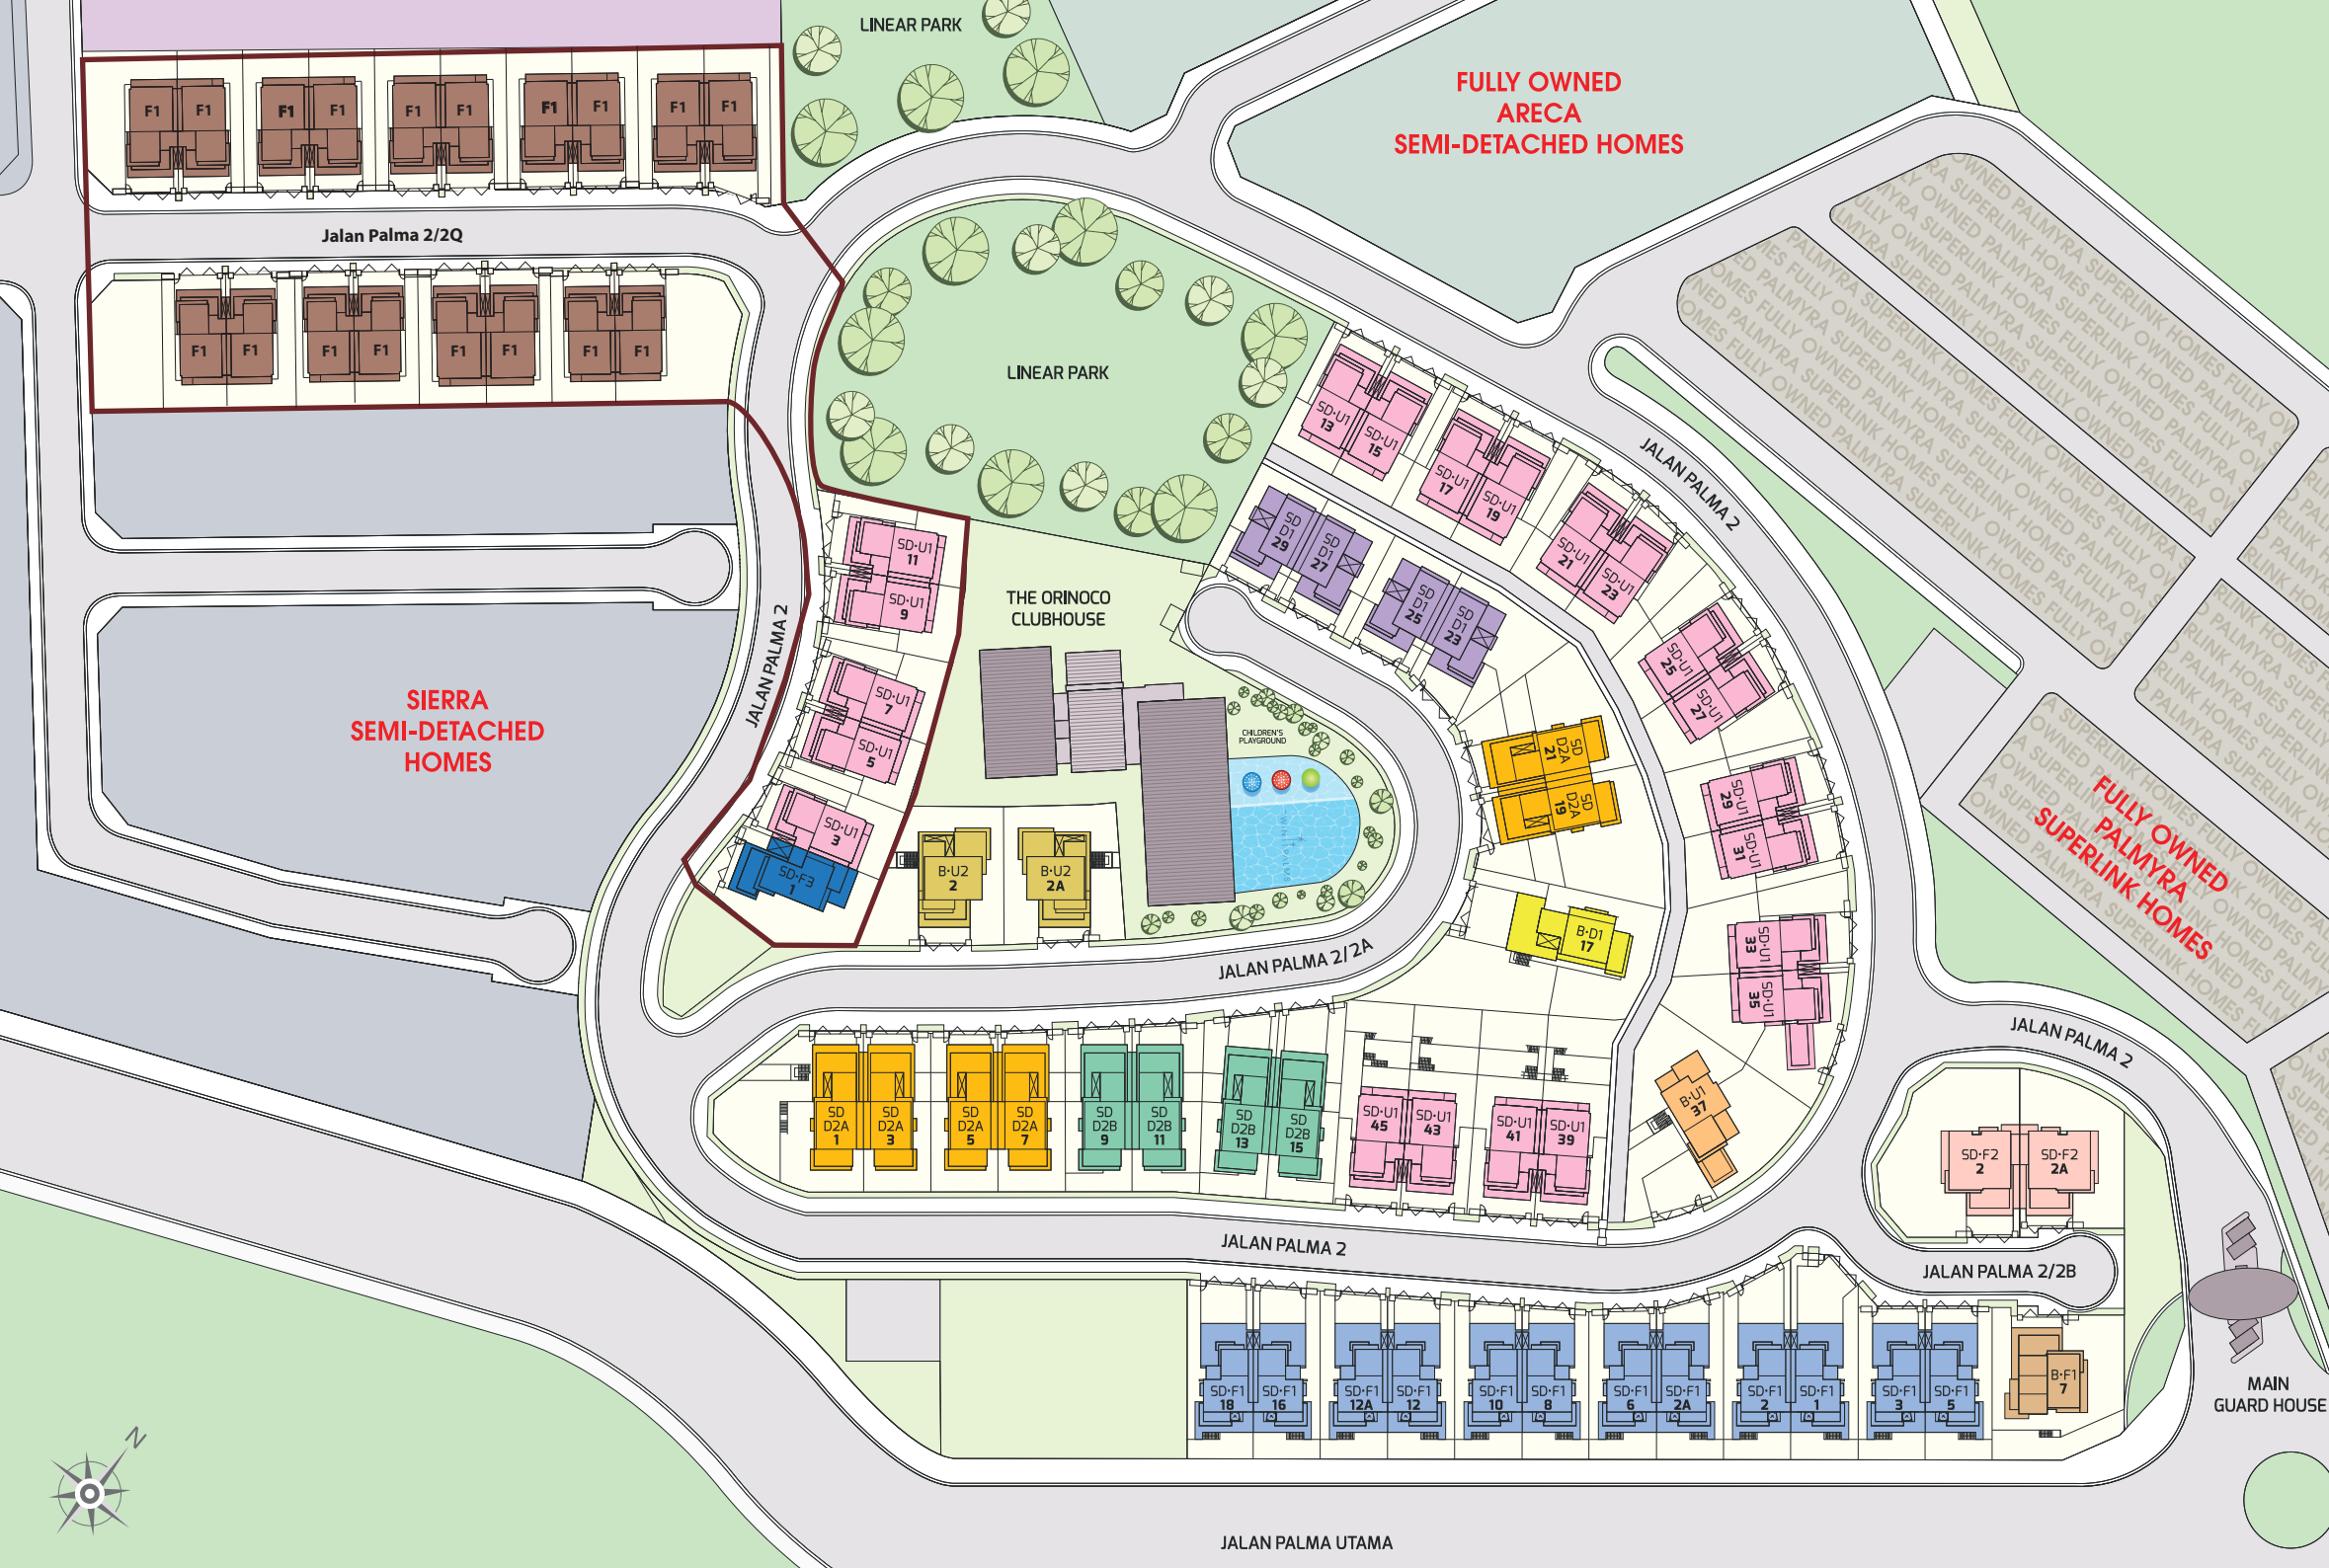 LINEAR PARK
FULLY OWNED
ARECA
SEMI-DETACHED HOMES
F1 F1 F1 F1 F1 F1 F1 F1 F1 F1
Jalan Palma 2/2Q
F1 F1 F1 F1 F1 F1 F1 F1
LINEAR PARK
SD•U1
13
SD•U1
15
SD•U1
17
SD•U1
19
SD•U1
21
SD•U1
23
SD•U1
25
SD•U1
27
SD•U1
29
SD•U1
31
SD•U1
33
SD•U1
35
B•U1
37
JALAN PALMA 2
SD
D1
29
SD
D1
27
SD
D1
25
SD
D1
23
SD
D2A
21
SD
D2A
19
B•D1
17
SD•U1
11
SD•U1
9
SD•U1
7
SD•U1
5
SD•U1
3
SD•F3
1
JALAN PALMA 2
THE ORINOCO
CLUBHOUSE
CHILDREN'S
PLAYGROUND
SIERRA
SEMI-DETACHED
HOMES
B•U2
2
B•U2
2A
FULLY OWNED
PALMYRA
SUPERLINK HOMES
JALAN PALMA 2/2A
JALAN PALMA 2
SD
D2A
1
SD
D2A
3
SD
D2A
5
SD
D2A
7
SD
D2B
9
SD
D2B
11
SD
D2B
13
SD
D2B
15
SD•U1
45
SD•U1
43
SD•U1
41
SD•U1
39
SD•F2
2
SD•F2
2A
JALAN PALMA 2
JALAN PALMA 2/2B
SD•F1
18
SD•F1
16
SD•F1
12A
SD•F1
12
SD•F1
10
SD•F1
8
SD•F1
6
SD•F1
2A
SD•F1
2
SD•F1
1
SD•F1
3
SD•F1
5
B•F1
7
MAIN
GUARD HOUSE
N
JALAN PALMA UTAMA